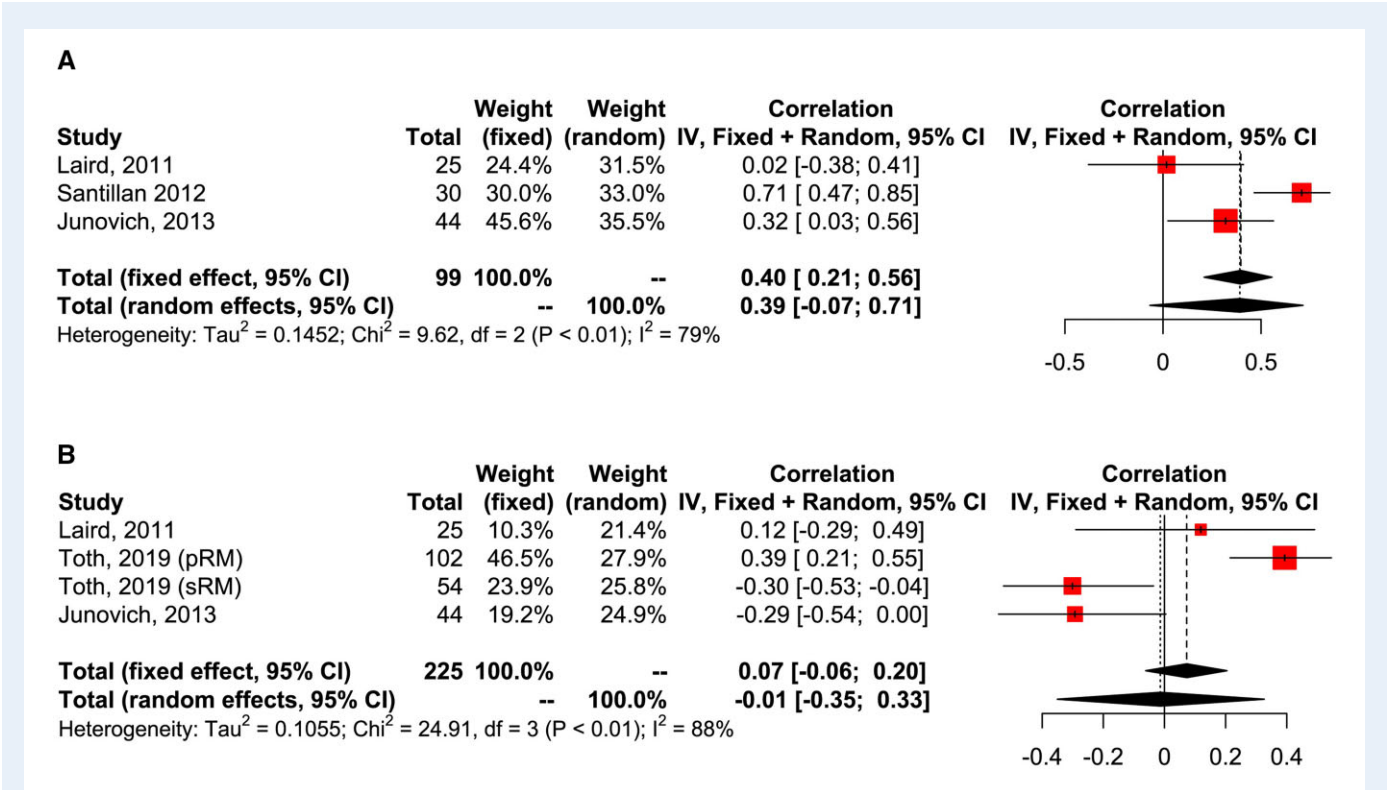 A
Weight Weight Correlation Correlation
Study Total (fixed) (random) IV, Fixed + Random, 95% CI IV, Fixed + Random, 95% CI
Laird, 2011 25 24.4% 31.5% 0.02 [-0.38; 0.41]
Santillan 2012 30 30.0% 33.0% 0.71 [ 0.47; 0.85]
Junovich, 2013 44 45.6% 35.5% 0.32 [ 0.03; 0.56]
Total (fixed effect, 95% CI) 99 100.0% -- 0.40 [ 0.21; 0.56]
Total (random effects, 95% CI) -- 100.0% 0.39 [-0.07; 0.71]
Heterogeneity: Tau² = 0.1452; Chi² = 9.62, df = 2 (P < 0.01); I² = 79%
-0.5 0 0.5
B
Weight Weight Correlation Correlation
Study Total (fixed) (random) IV, Fixed + Random, 95% CI IV, Fixed + Random, 95% CI
Laird, 2011 25 10.3% 21.4% 0.12 [-0.29; 0.49]
Toth, 2019 (pRM) 102 46.5% 27.9% 0.39 [ 0.21; 0.55]
Toth, 2019 (sRM) 54 23.9% 25.8% -0.30 [-0.53; -0.04]
Junovich, 2013 44 19.2% 24.9% -0.29 [-0.54; 0.00]
Total (fixed effect, 95% CI) 225 100.0% -- 0.07 [-0.06; 0.20]
Total (random effects, 95% CI) -- 100.0% -0.01 [-0.35; 0.33]
Heterogeneity: Tau² = 0.1055; Chi² = 24.91, df = 3 (P < 0.01); I² = 88%
-0.4 -0.2 0 0.2 0.4